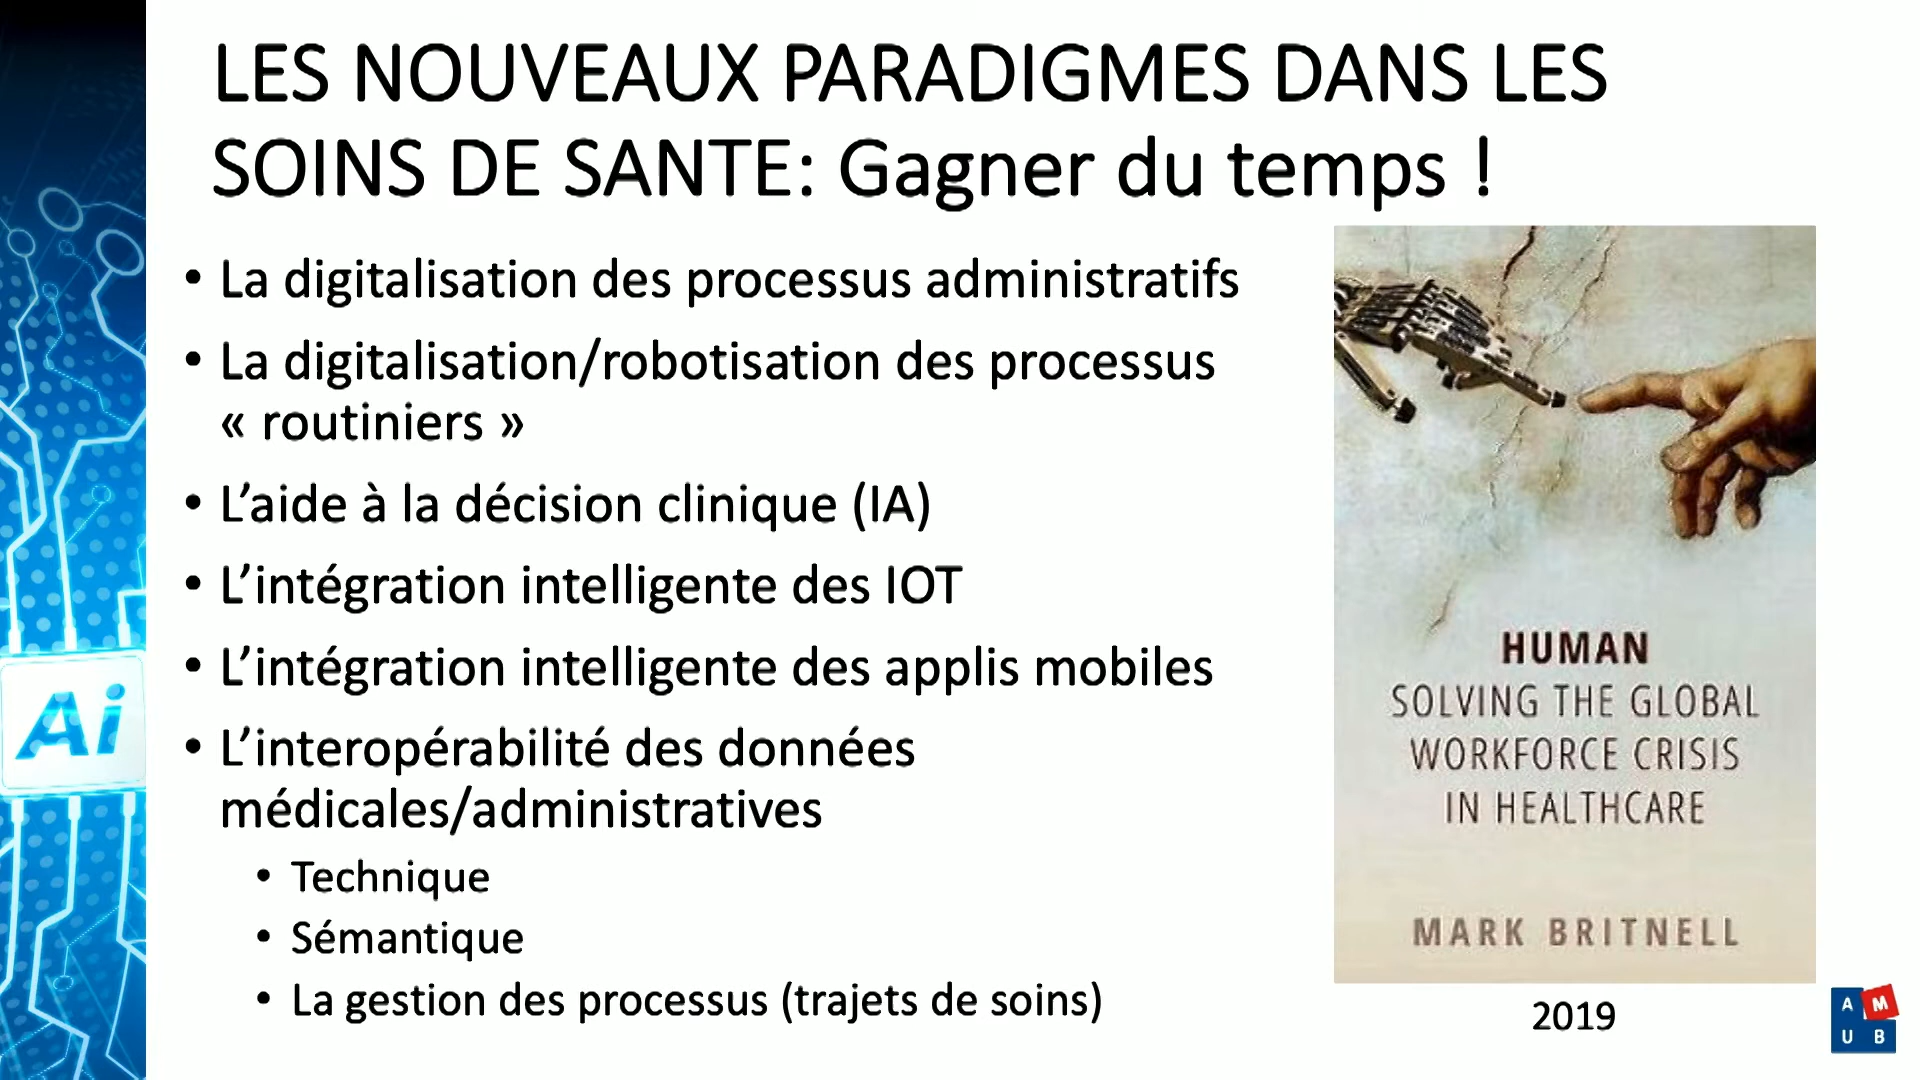 LES NOUVEAUX PARADIGMES DANS LES
SOINS DE SANTE: Gagner du temps !
• La digitalisation des processus administratifs
• La digitalisation/robotisation des processus
« routiniers »
• L’aide à la décision clinique (IA)
• L’intégration intelligente des IOT
• L’intégration intelligente des applis mobiles
• L’interopérabilité des données
médicales/administratives
• Technique
• Sémantique
• La gestion des processus (trajets de soins)
HUMAN
SOLVING THE GLOBAL
WORKFORCE CRISIS
IN HEALTHCARE
MARK BRITNELL
2019
Ai
A M
U B